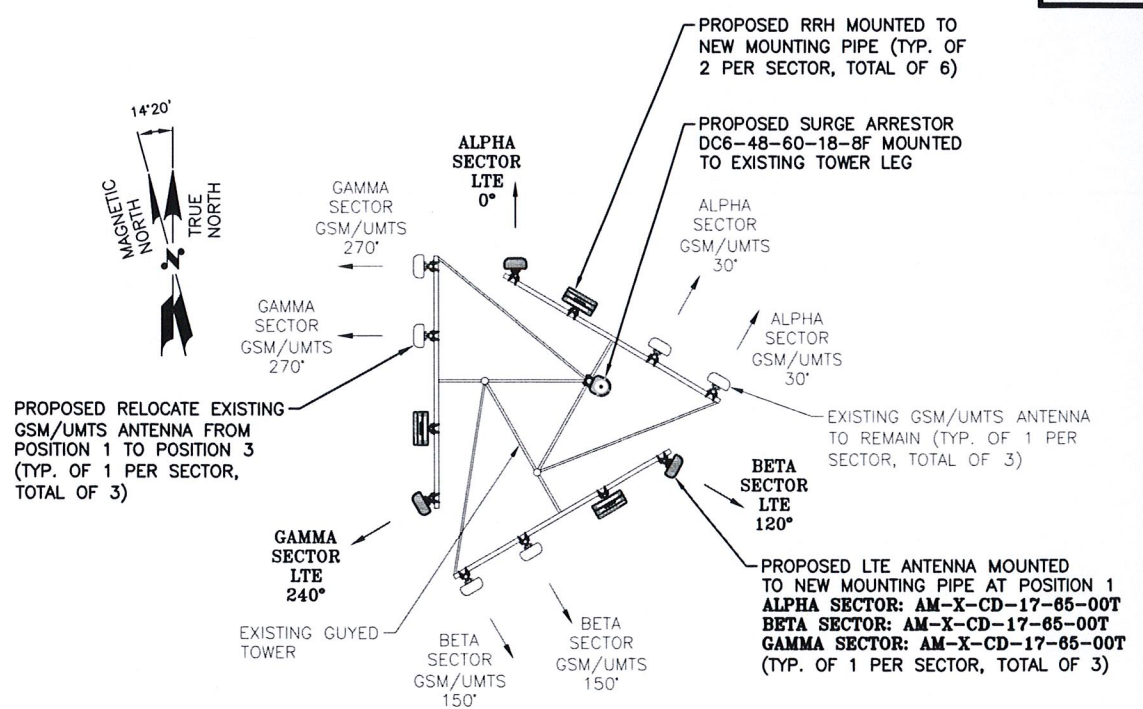 PROPOSED RRH MOUNTED TO
NEW MOUNTING PIPE (TYP. OF
2 PER SECTOR, TOTAL OF 6)
14°20'
MAGNETIC
NORTH
TRUE
NORTH
N
PROPOSED SURGE ARRESTOR
DC6-48-60-18-8F MOUNTED
TO EXISTING TOWER LEG
ALPHA
SECTOR
LTE
0°
GAMMA
SECTOR
GSM/UMTS
270°
ALPHA
SECTOR
GSM/UMTS
30°
GAMMA
SECTOR
GSM/UMTS
270°
ALPHA
SECTOR
GSM/UMTS
30°
PROPOSED RELOCATE EXISTING
GSM/UMTS ANTENNA FROM
POSITION 1 TO POSITION 3
(TYP. OF 1 PER SECTOR,
TOTAL OF 3)
EXISTING GSM/UMTS ANTENNA
TO REMAIN (TYP. OF 1 PER
SECTOR, TOTAL OF 3)
BETA
SECTOR
LTE
120°
GAMMA
SECTOR
LTE
240°
PROPOSED LTE ANTENNA MOUNTED
TO NEW MOUNTING PIPE AT POSITION 1
ALPHA SECTOR: AM-X-CD-17-65-00T
BETA SECTOR: AM-X-CD-17-65-00T
GAMMA SECTOR: AM-X-CD-17-65-00T
(TYP. OF 1 PER SECTOR, TOTAL OF 3)
EXISTING GUYED
TOWER
BETA
SECTOR
GSM/UMTS
150°
BETA
SECTOR
GSM/UMTS
150°